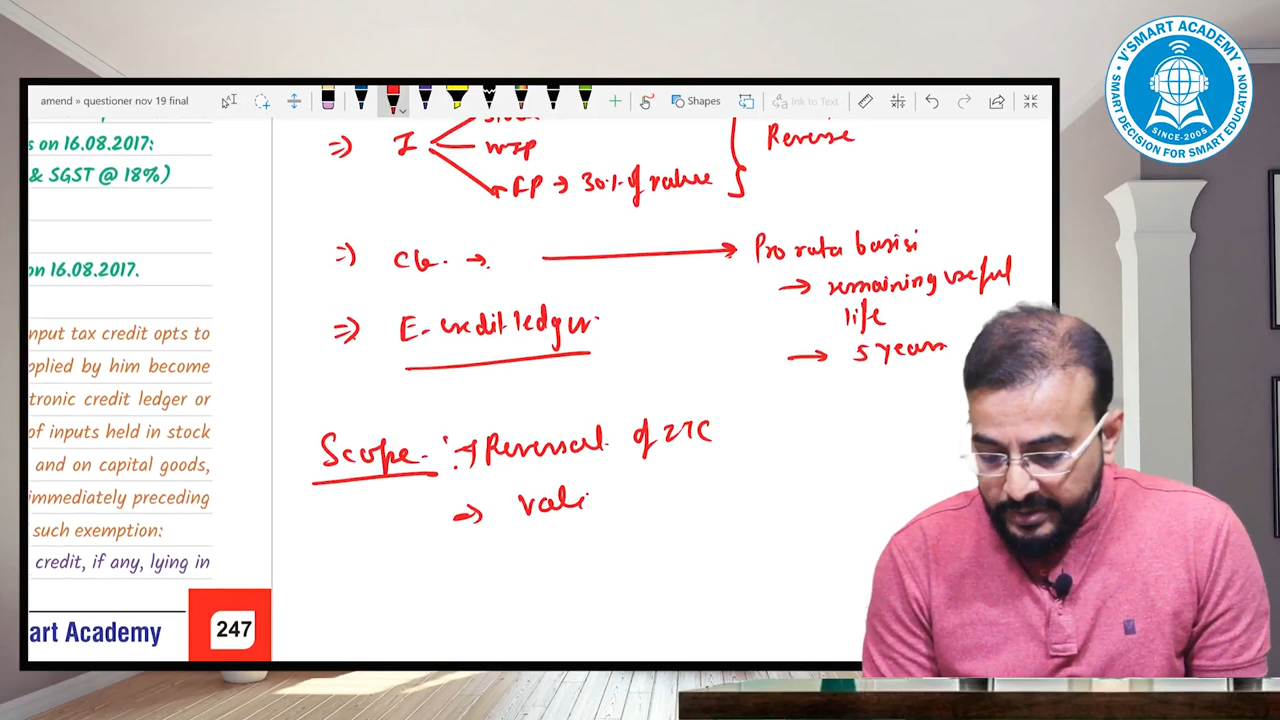 V'SMART ACADEMY
SMART DECISION FOR SMART EDUCATION
SINCE-2005
amend » questioner nov 19 final
Shapes
Ink to Text
s on 16.08.2017:
& SGST @ 18%)
on 16.08.2017.
nput tax credit opts to
pplied by him become
tronic credit ledger or
of inputs held in stock
and on capital goods,
immediately preceding
such exemption:
credit, if any, lying in
art Academy
247
⇒ I
WIP
FP → 30% of value
Reverse
⇒ CG. → Pro rata basis
→ remaining useful
life
→ 5 years
⇒ E-credit ledger.
Scope :→ Reversal of ITC
→ vali